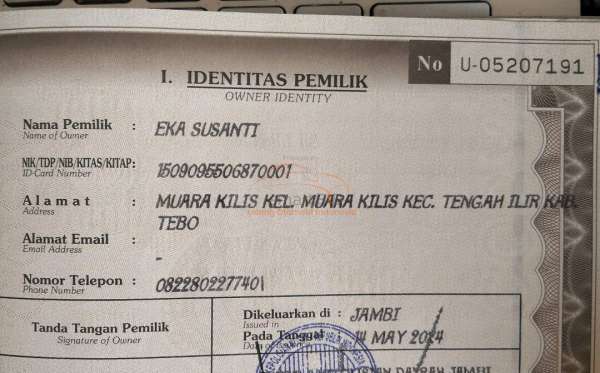 No U-05207191
I. IDENTITAS PEMILIK
OWNER IDENTITY
Nama Pemilik : EKA SUSANTI
Name of Owner
NIK/TDP/NIB/KITAS/KITAP: 1509095506870001
ID-Card Number
Alamat : MUARA KILIS KEL. MUARA KILIS KEC. TENGAH ILIR KAB.
Address
TEBO
Alamat Email :
Email Address
-
Nomor Telepon : 082280227740
Phone Number
Tanda Tangan Pemilik
Signature of Owner
Dikeluarkan di : JAMBI
Issued in
Pada Tanggal : 14 MAY 2024
DAERAH JAMBI